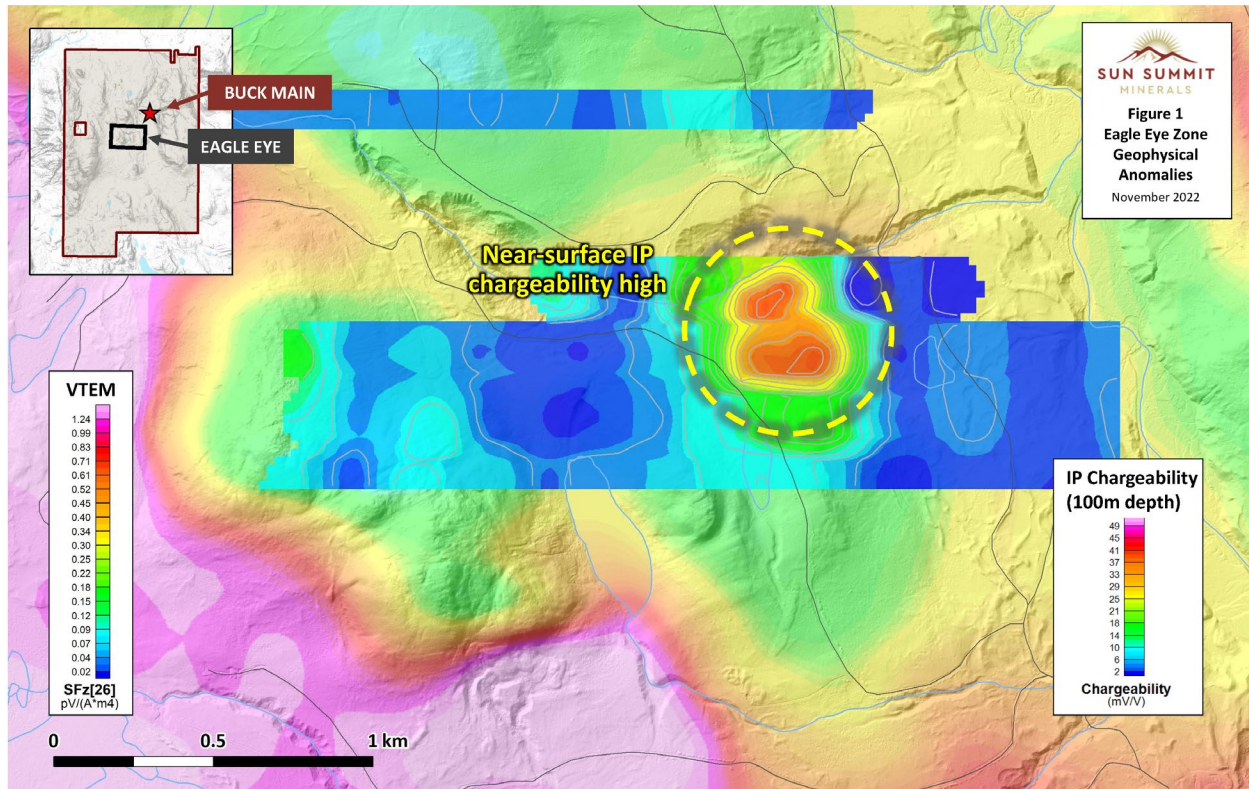 BUCK MAIN
EAGLE EYE
SUN SUMMIT
MINERALS
Figure 1
Eagle Eye Zone
Geophysical
Anomalies
November 2022
Near-surface IP
chargeability high
VTEM
1.24
0.99
0.83
0.71
0.61
0.52
0.45
0.40
0.34
0.30
0.25
0.22
0.18
0.15
0.12
0.09
0.07
0.04
0.02
SFz[26]
pV/(A*m4)
IP Chargeability
(100m depth)
49
45
41
37
33
29
25
21
18
14
10
6
2
Chargeability
(mV/V)
0 0.5 1 km